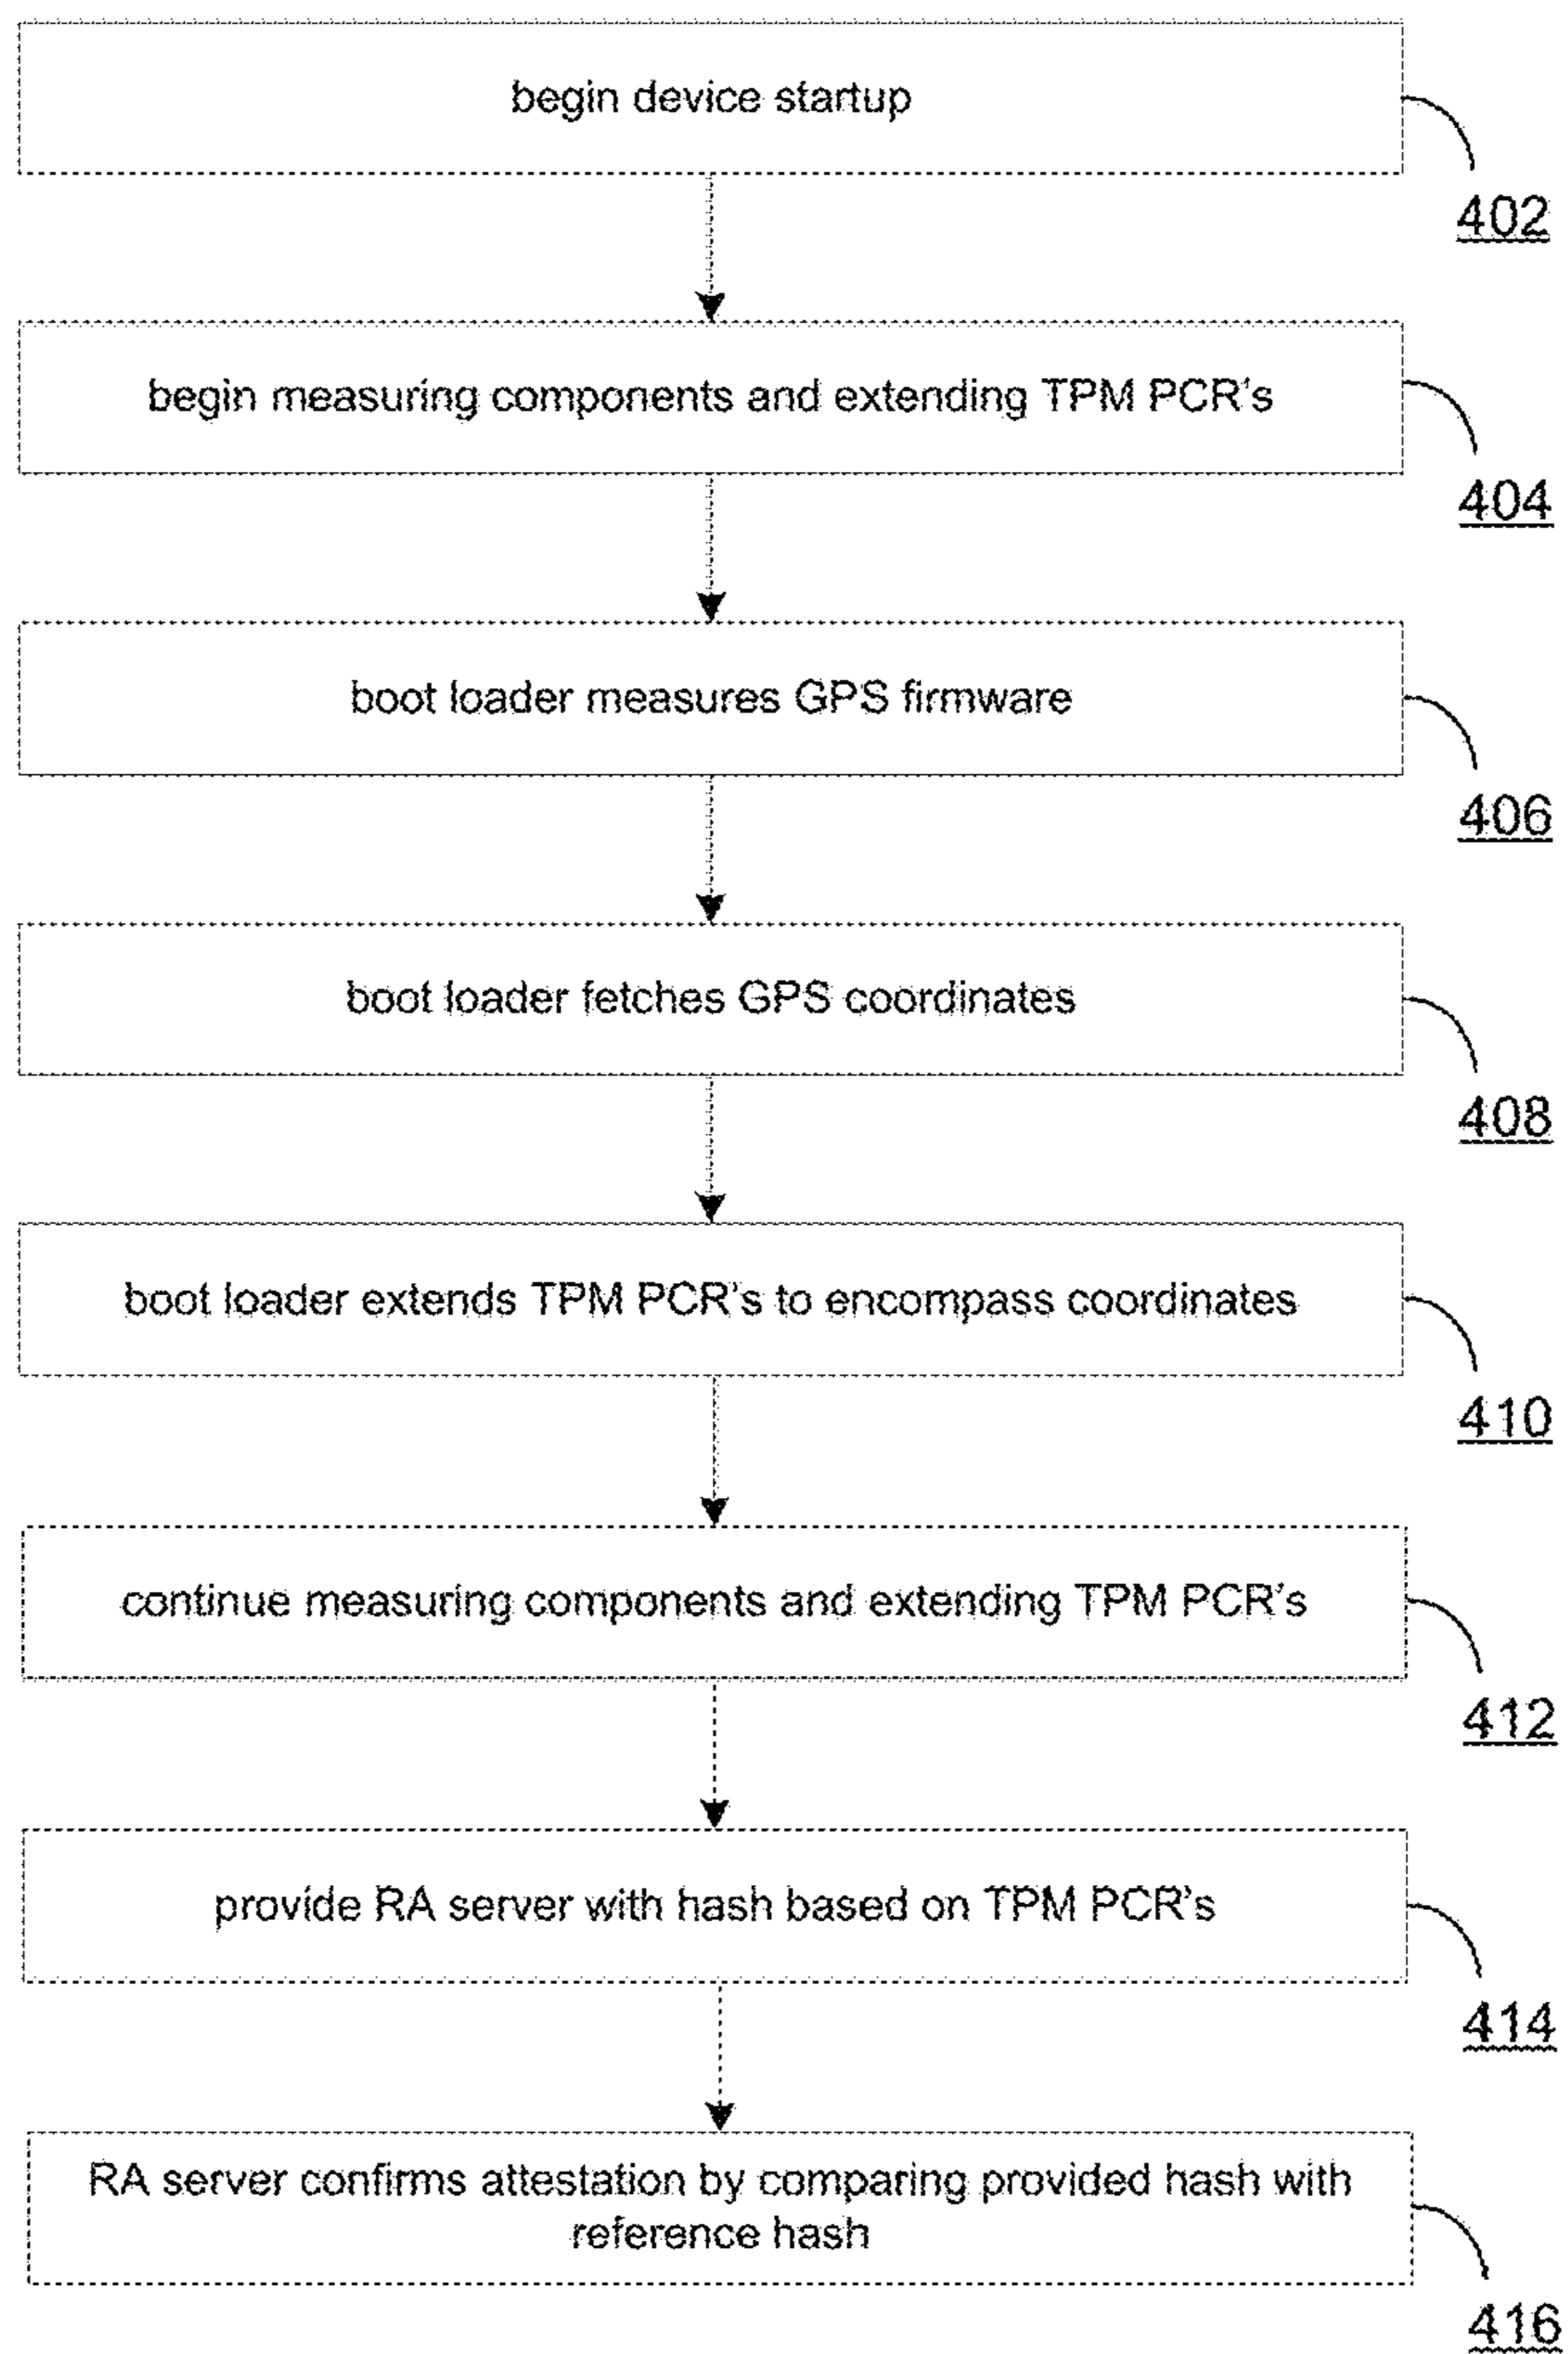 begin device startup
402
begin measuring components and extending TPM PCR's
404
boot loader measures GPS firmware
406
boot loader fetches GPS coordinates
408
boot loader extends TPM PCR's to encompass coordinates
410
continue measuring components and extending TPM PCR's
412
provide RA server with hash based on TPM PCR's
414
RA server confirms attestation by comparing provided hash with
reference hash
416